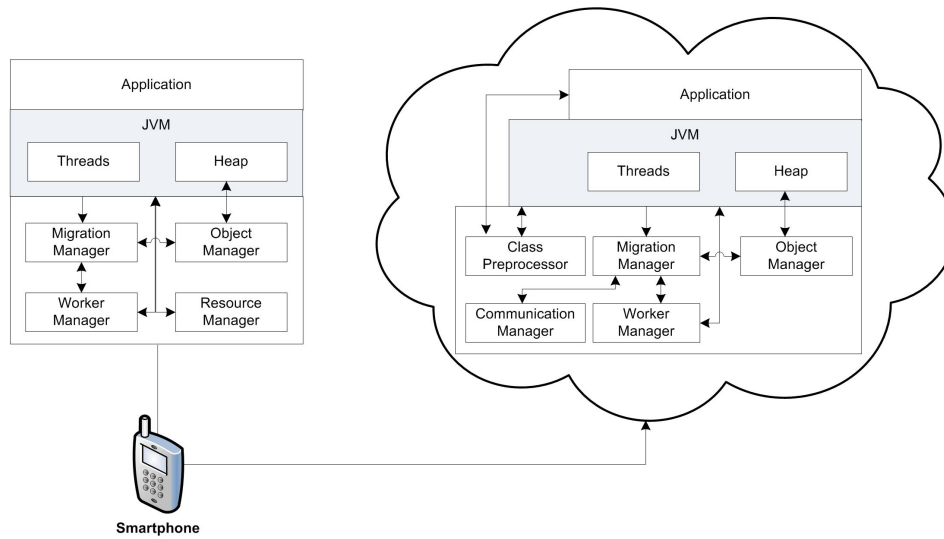 Application
JVM
Threads
Heap
Migration
Manager
Object
Manager
Worker
Manager
Resource
Manager
Smartphone
Application
JVM
Threads
Heap
Class
Preprocessor
Migration
Manager
Object
Manager
Communication
Manager
Worker
Manager